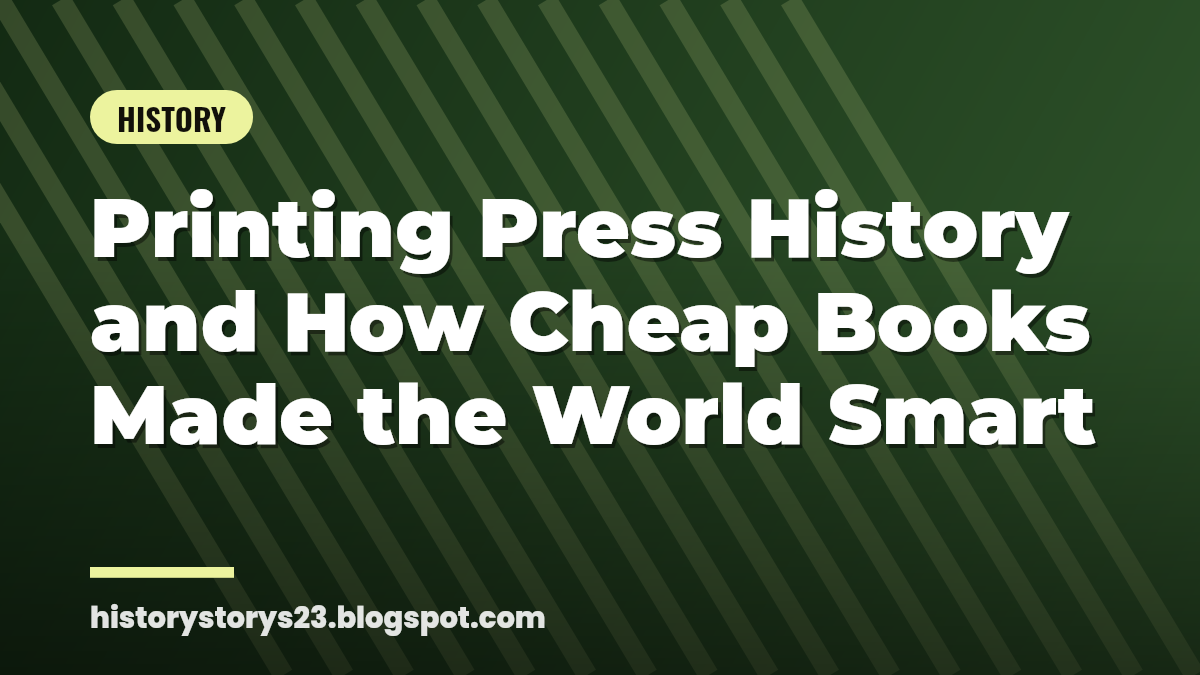 HISTORY
Printing Press History
and How Cheap Books
Made the World Smart
historystorys23.blogspot.com